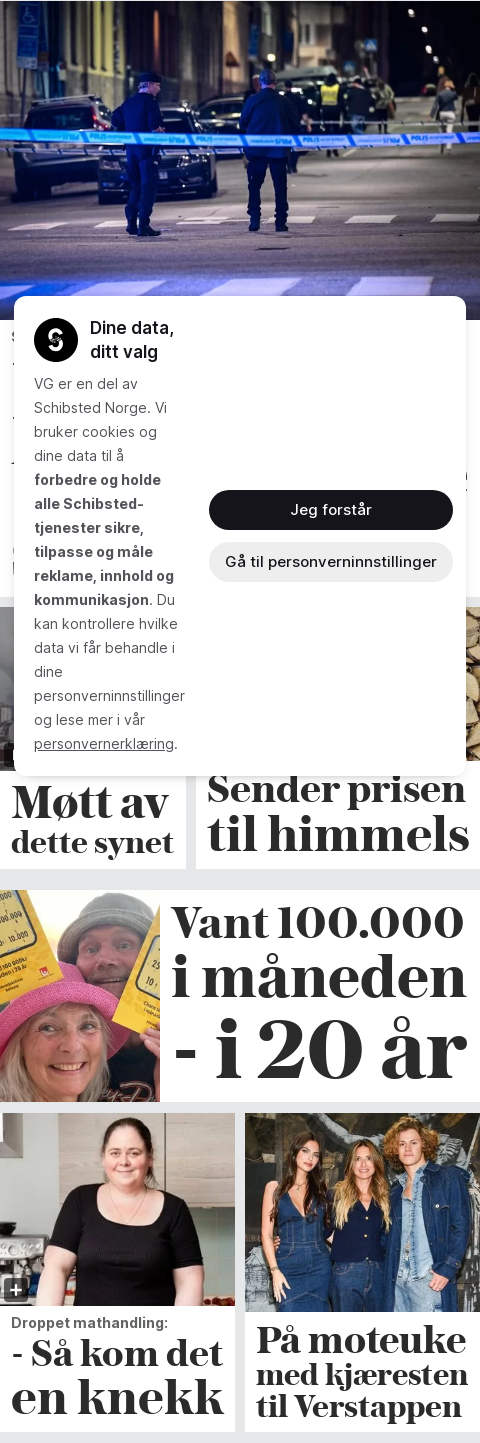 POLIS
POLIS
POLIS
Dine data,
ditt valg
VG er en del av
Schibsted Norge. Vi
bruker cookies og
dine data til å
forbedre og holde
alle Schibsted-
tjenester sikre,
tilpasse og måle
reklame, innhold og
kommunikasjon. Du
kan kontrollere hvilke
data vi får behandle i
dine
personverninnstillinger
og lese mer i vår
personvernerklæring.
Jeg forstår
Gå til personverninnstillinger
Møtt av
dette synet
Sender prisen
til himmels
Vant 100.000
i måneden
- i 20 år
Droppet mathandling:
- Så kom det
en knekk
På moteuke
med kjæresten
til Verstappen